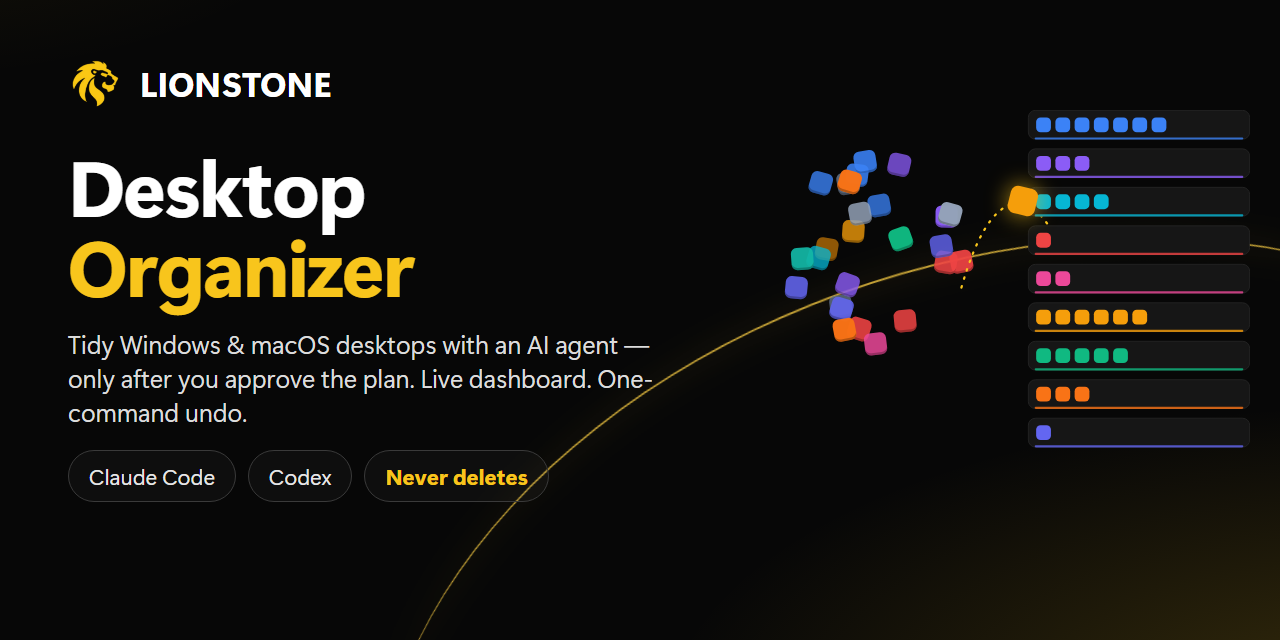 LIONSTONE
Desktop
Organizer
Tidy Windows & macOS desktops with an AI agent —
only after you approve the plan. Live dashboard. One-
command undo.
Claude Code
Codex
Never deletes